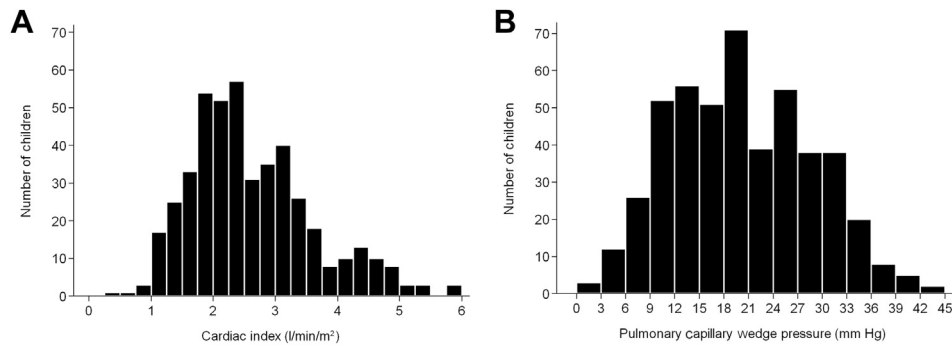 A
70
60
50
40
30
20
10
0
Number of children
0 1 2 3 4 5 6
Cardiac index (l/min/m²)
B
70
60
50
40
30
20
10
0
Number of children
0 3 6 9 12 15 18 21 24 27 30 33 36 39 42 45
Pulmonary capillary wedge pressure (mm Hg)